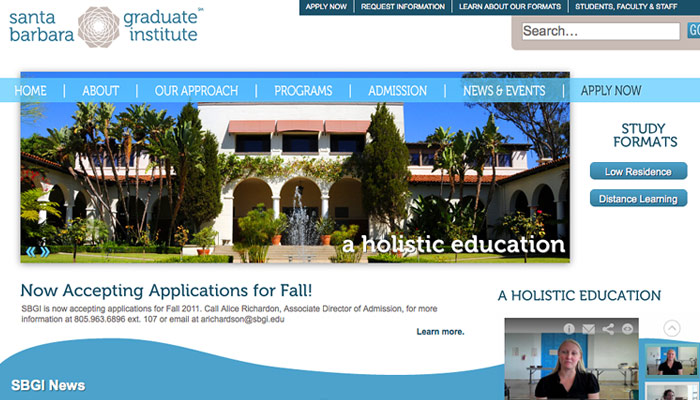 santa barbara graduate institute SM
APPLY NOW REQUEST INFORMATION LEARN ABOUT OUR FORMATS STUDENTS, FACULTY & STAFF
Search... GO
HOME ABOUT OUR APPROACH PROGRAMS ADMISSION NEWS & EVENTS APPLY NOW
a holistic education
STUDY
FORMATS
Low Residence
Distance Learning
Now Accepting Applications for Fall!
SBGI is now accepting applications for Fall 2011. Call Alice Richardon, Associate Director of Admission, for more
information at 805.963.6896 ext. 107 or email at arichardson@sbgi.edu
Learn more.
A HOLISTIC EDUCATION
SBGI News